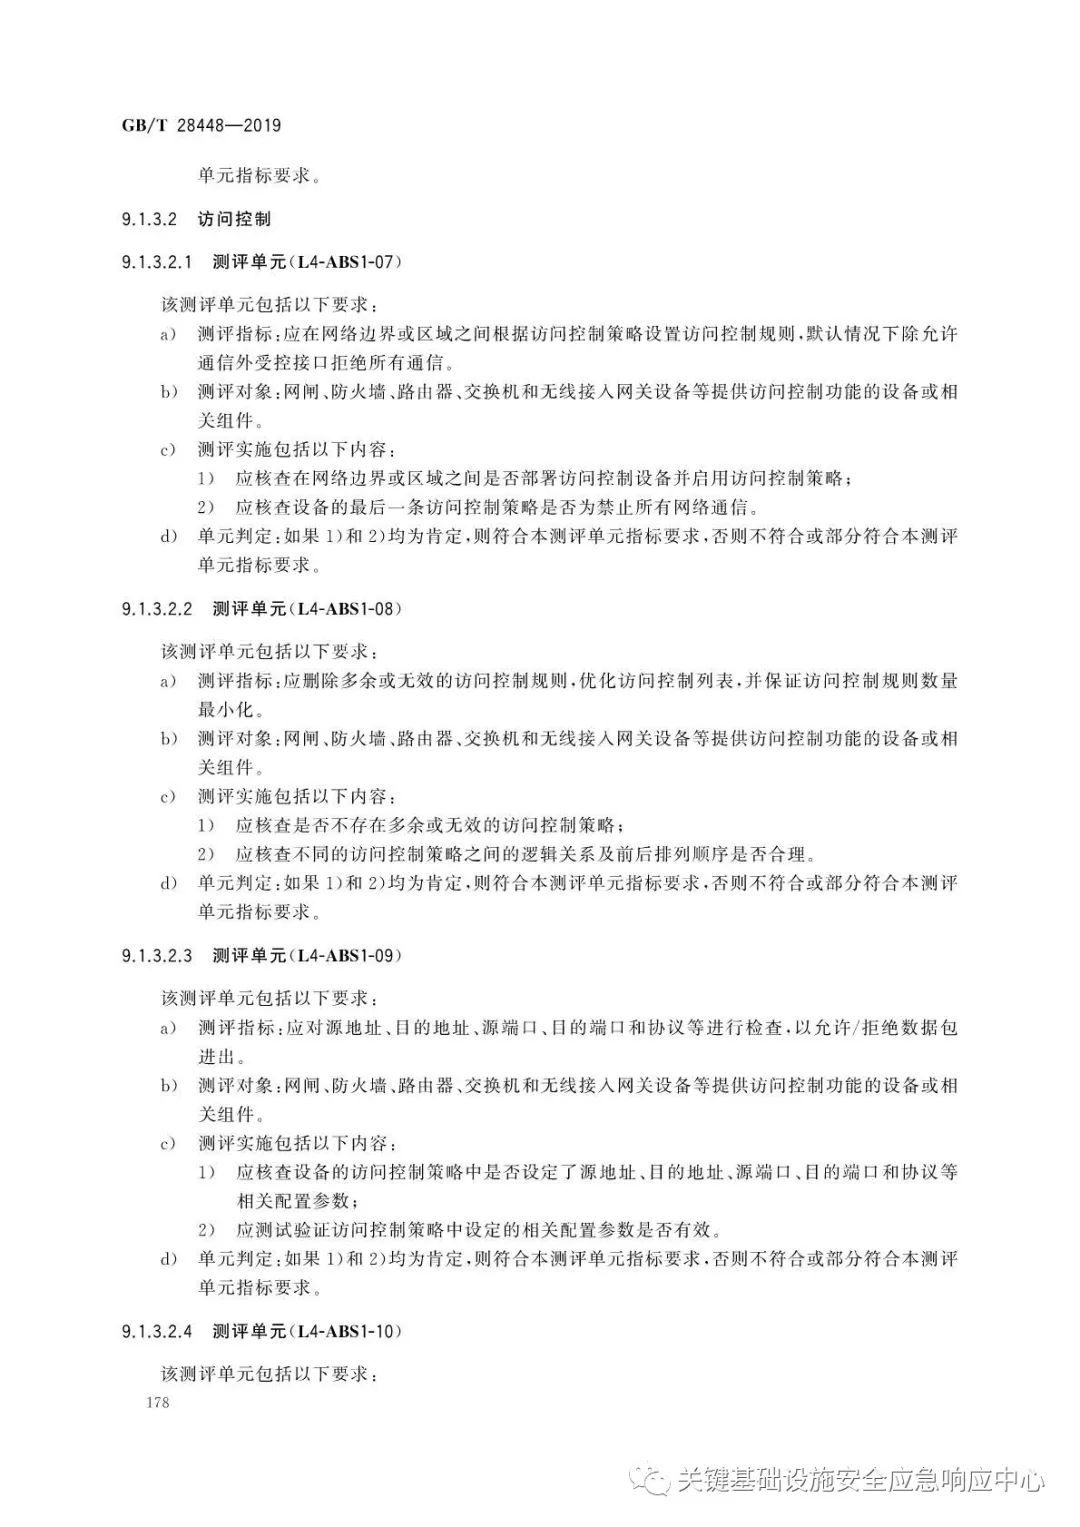 GB/T 28448—2019
单元指标要求。
9.1.3.2 访问控制
9.1.3.2.1 测评单元(L4-ABS1-07)
该测评单元包括以下要求:
a) 测评指标:应在网络边界或区域之间根据访问控制策略设置访问控制规则,默认情况下除允许
通信外受控接口拒绝所有通信。
b) 测评对象:网闸、防火墙、路由器、交换机和无线接入网关设备等提供访问控制功能的设备或相
关组件。
c) 测评实施包括以下内容:
1) 应核查在网络边界或区域之间是否部署访问控制设备并启用访问控制策略;
2) 应核查设备的最后一条访问控制策略是否为禁止所有网络通信。
d) 单元判定:如果1)和2)均为肯定,则符合本测评单元指标要求,否则不符合或部分符合本测评
单元指标要求。
9.1.3.2.2 测评单元(L4-ABS1-08)
该测评单元包括以下要求:
a) 测评指标:应删除多余或无效的访问控制规则,优化访问控制列表,并保证访问控制规则数量
最小化。
b) 测评对象:网闸、防火墙、路由器、交换机和无线接入网关设备等提供访问控制功能的设备或相
关组件。
c) 测评实施包括以下内容:
1) 应核查是否不存在多余或无效的访问控制策略;
2) 应核查不同的访问控制策略之间的逻辑关系及前后排列顺序是否合理。
d) 单元判定:如果1)和2)均为肯定,则符合本测评单元指标要求,否则不符合或部分符合本测评
单元指标要求。
9.1.3.2.3 测评单元(L4-ABS1-09)
该测评单元包括以下要求:
a) 测评指标:应对源地址、目的地址、源端口、目的端口和协议等进行检查,以允许/拒绝数据包
进出。
b) 测评对象:网闸、防火墙、路由器、交换机和无线接入网关设备等提供访问控制功能的设备或相
关组件。
c) 测评实施包括以下内容:
1) 应核查设备的访问控制策略中是否设定了源地址、目的地址、源端口、目的端口和协议等
相关配置参数;
2) 应测试验证访问控制策略中设定的相关配置参数是否有效。
d) 单元判定:如果1)和2)均为肯定,则符合本测评单元指标要求,否则不符合或部分符合本测评
单元指标要求。
9.1.3.2.4 测评单元(L4-ABS1-10)
该测评单元包括以下要求:
178
关键基础设施安全应急响应中心